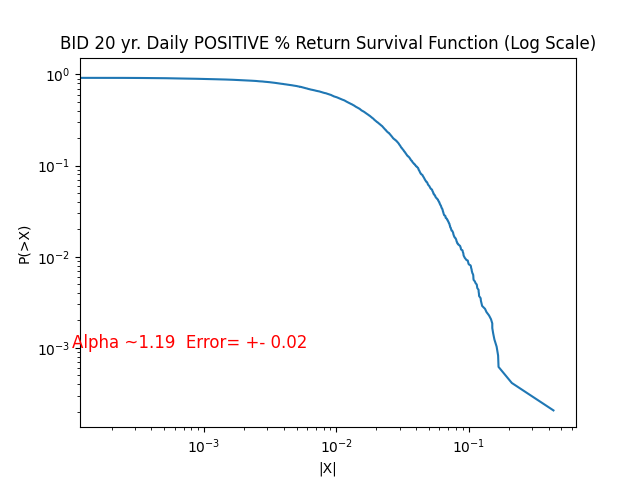 BID 20 yr. Daily POSITIVE % Return Survival Function (Log Scale)
10⁰
10⁻¹
10⁻²
10⁻³
P(>X)
Alpha ~1.19  Error= +- 0.02
10⁻³
10⁻²
10⁻¹
|X|